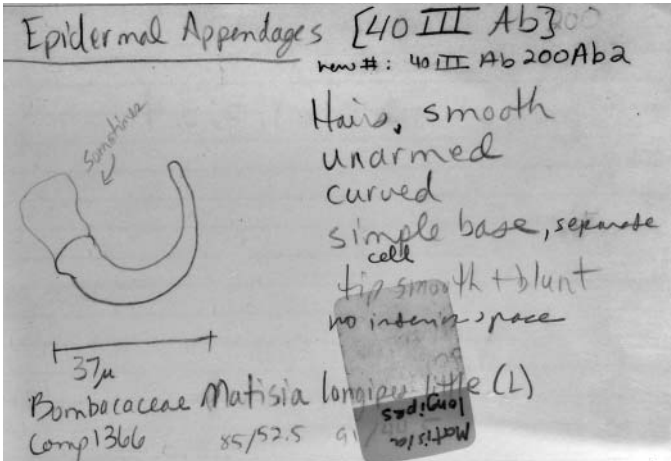 Epidermal Appendages [40 III Ab]
new #: 40 III Ab 200Ab2
Sometimes
Hairs, smooth
unarmed
curved
simple base, separate
cell
tip smooth + blunt
no interior space
37µ
Bombacaceae Matisia longipes little (L)
Comp1366 85/52.5 91/
Matisia
longipes